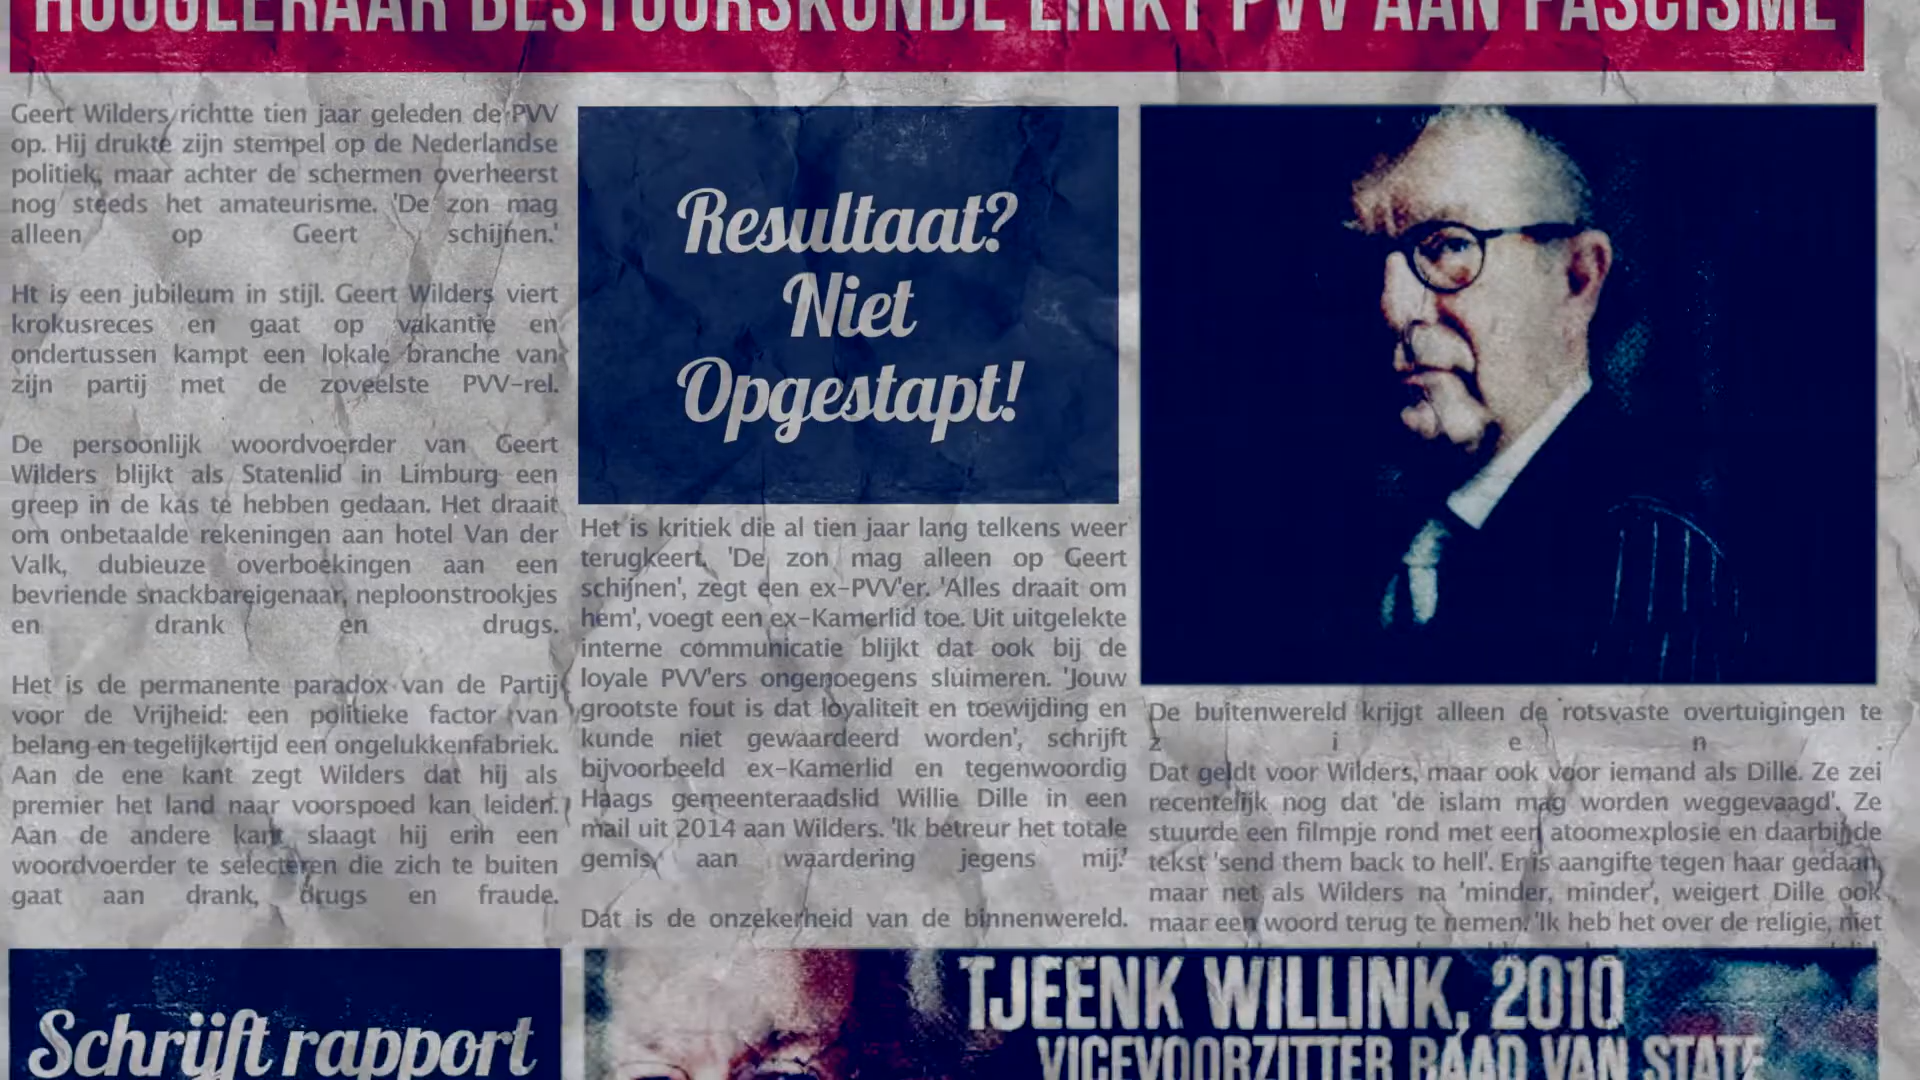 HOOGLERAAR BESTUURSKUNDE LINKT PVV AAN FASCISME
Geert Wilders richtte tien jaar geleden de PVV
op. Hij drukte zijn stempel op de Nederlandse
politiek, maar achter de schermen overheerst
nog steeds het amateurisme. 'De zon mag
alleen op Geert schijnen.'
Ht is een jubileum in stijl. Geert Wilders viert
krokusreces en gaat op vakantie en
ondertussen kampt een lokale branche van
zijn partij met de zoveelste PVV-rel.
De persoonlijk woordvoerder van Geert
Wilders blijkt als Statenlid in Limburg een
greep in de kas te hebben gedaan. Het draait
om onbetaalde rekeningen aan hotel Van der
Valk, dubieuze overboekingen aan een
bevriende snackbareigenaar, neploonstrookjes
en drank en drugs.
Het is de permanente paradox van de Partij
voor de Vrijheid: een politieke factor van
belang en tegelijkertijd een ongelukkenfabriek.
Aan de ene kant zegt Wilders dat hij als
premier het land naar voorspoed kan leiden.
Aan de andere kant slaagt hij erin een
woordvoerder te selecteren die zich te buiten
gaat aan drank, drugs en fraude.
Resultaat?
Niet
Opgestapt!
Het is kritiek die al tien jaar lang telkens weer
terugkeert. 'De zon mag alleen op Geert
schijnen', zegt een ex-PVV'er. 'Alles draait om
hem', voegt een ex-Kamerlid toe. Uit uitgelekte
interne communicatie blijkt dat ook bij de
loyale PVV'ers ongenoegens sluimeren. 'Jouw
grootste fout is dat loyaliteit en toewijding en
kunde niet gewaardeerd worden', schrijft
bijvoorbeeld ex-Kamerlid en tegenwoordig
Haags gemeenteraadslid Willie Dille in een
mail uit 2014 aan Wilders. 'Ik betreur het totale
gemis aan waardering jegens mij.'
Dat is de onzekerheid van de binnenwereld.
De buitenwereld krijgt alleen de rotsvaste overtuigingen te
z i e n .
Dat geldt voor Wilders, maar ook voor iemand als Dille. Ze zei
recentelijk nog dat 'de islam mag worden weggevaagd'. Ze
stuurde een filmpje rond met een atoomexplosie en daarbij de
tekst 'send them back to hell'. Er is aangifte tegen haar gedaan,
maar net als Wilders na 'minder, minder', weigert Dille ook
maar een woord terug te nemen. 'Ik heb het over de religie, niet
Schrijft rapport
TJEENK WILLINK, 2010
VICEVOORZITTER RAAD VAN STATE